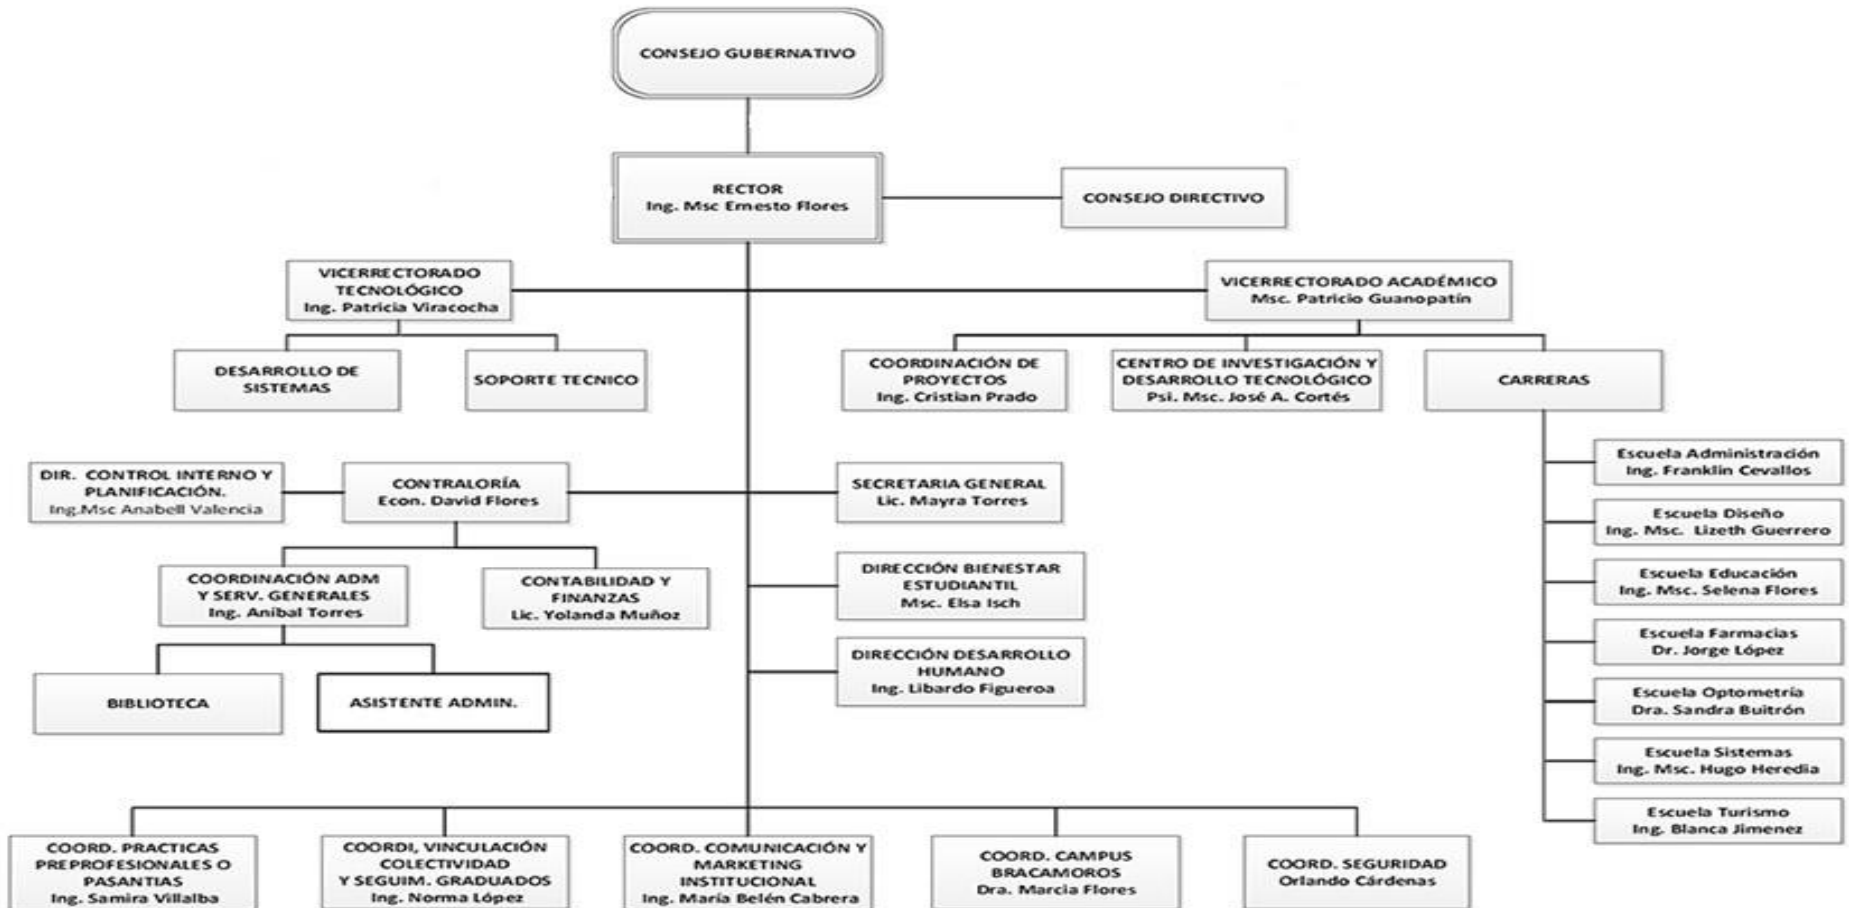 CONSEJO GUBERNATIVO
RECTOR
Ing. Msc Ernesto Flores
CONSEJO DIRECTIVO
VICERRECTORADO
TECNOLÓGICO
Ing. Patricia Viracocha
VICERRECTORADO ACADÉMICO
Msc. Patricio Guanopatín
DESARROLLO DE
SISTEMAS
SOPORTE TECNICO
COORDINACIÓN DE
PROYECTOS
Ing. Cristian Prado
CENTRO DE INVESTIGACIÓN Y
DESARROLLO TECNOLÓGICO
Psi. Msc. José A. Cortés
CARRERAS
Escuela Administración
Ing. Franklin Cevallos
Escuela Diseño
Ing. Msc. Lizeth Guerrero
Escuela Educación
Ing. Msc. Selena Flores
Escuela Farmacias
Dr. Jorge López
Escuela Optometría
Dra. Sandra Buitrón
Escuela Sistemas
Ing. Msc. Hugo Heredia
Escuela Turismo
Ing. Blanca Jimenez
DIR. CONTROL INTERNO Y
PLANIFICACIÓN.
Ing.Msc Anabell Valencia
CONTRALORÍA
Econ. David Flores
SECRETARIA GENERAL
Lic. Mayra Torres
COORDINACIÓN ADM
Y SERV. GENERALES
Ing. Aníbal Torres
CONTABILIDAD Y
FINANZAS
Lic. Yolanda Muñoz
DIRECCIÓN BIENESTAR
ESTUDIANTIL
Msc. Elsa Isch
DIRECCIÓN DESARROLLO
HUMANO
Ing. Libardo Figueroa
BIBLIOTECA
ASISTENTE ADMIN.
COORD. PRACTICAS
PREPROFESIONALES O
PASANTIAS
Ing. Samira Villalba
COORDI, VINCULACIÓN
COLECTIVIDAD
Y SEGUIM. GRADUADOS
Ing. Norma López
COORD. COMUNICACIÓN Y
MARKETING
INSTITUCIONAL
Ing. María Belén Cabrera
COORD. CAMPUS
BRACAMOROS
Dra. Marcia Flores
COORD. SEGURIDAD
Orlando Cárdenas